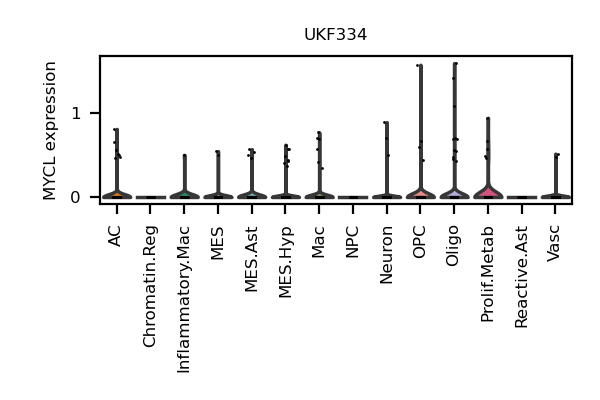 UKF334
MYCL expression
1
0
AC
Chromatin.Reg
Inflammatory.Mac
MES
MES.Ast
MES.Hyp
Mac
NPC
Neuron
OPC
Oligo
Prolif.Metab
Reactive.Ast
Vasc